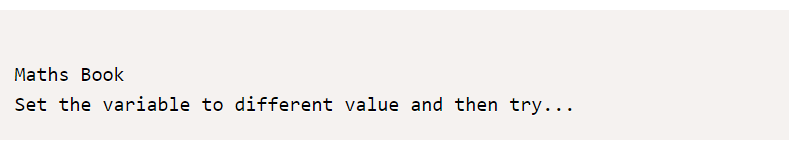 Maths Book
Set the variable to different value and then try...